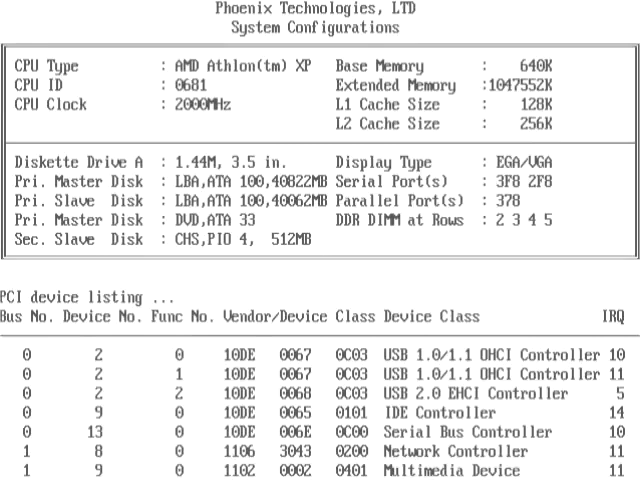 Phoenix Technologies, LTD
System Configurations
CPU Type : AMD Athlon(tm) XP Base Memory : 640K
CPU ID : 0681 Extended Memory :1047552K
CPU Clock : 2000MHz L1 Cache Size : 128K
L2 Cache Size : 256K
Diskette Drive A : 1.44M, 3.5 in. Display Type : EGA/VGA
Pri. Master Disk : LBA,ATA 100,40822MB Serial Port(s) : 3F8 2F8
Pri. Slave Disk : LBA,ATA 100,40062MB Parallel Port(s) : 378
Pri. Master Disk : DVD,ATA 33 DDR DIMM at Rows : 2 3 4 5
Sec. Slave Disk : CHS,PIO 4, 512MB
PCI device listing ...
Bus No. Device No. Func No. Vendor/Device Class Device Class IRQ
0 2 0 10DE 0067 0C03 USB 1.0/1.1 OHCI Controller 10
0 2 1 10DE 0067 0C03 USB 1.0/1.1 OHCI Controller 11
0 2 2 10DE 0068 0C03 USB 2.0 EHCI Controller 5
0 9 0 10DE 0065 0101 IDE Controller 14
0 13 0 10DE 006E 0C00 Serial Bus Controller 10
1 8 0 1106 3043 0200 Network Controller 11
1 9 0 1102 0002 0401 Multimedia Device 11